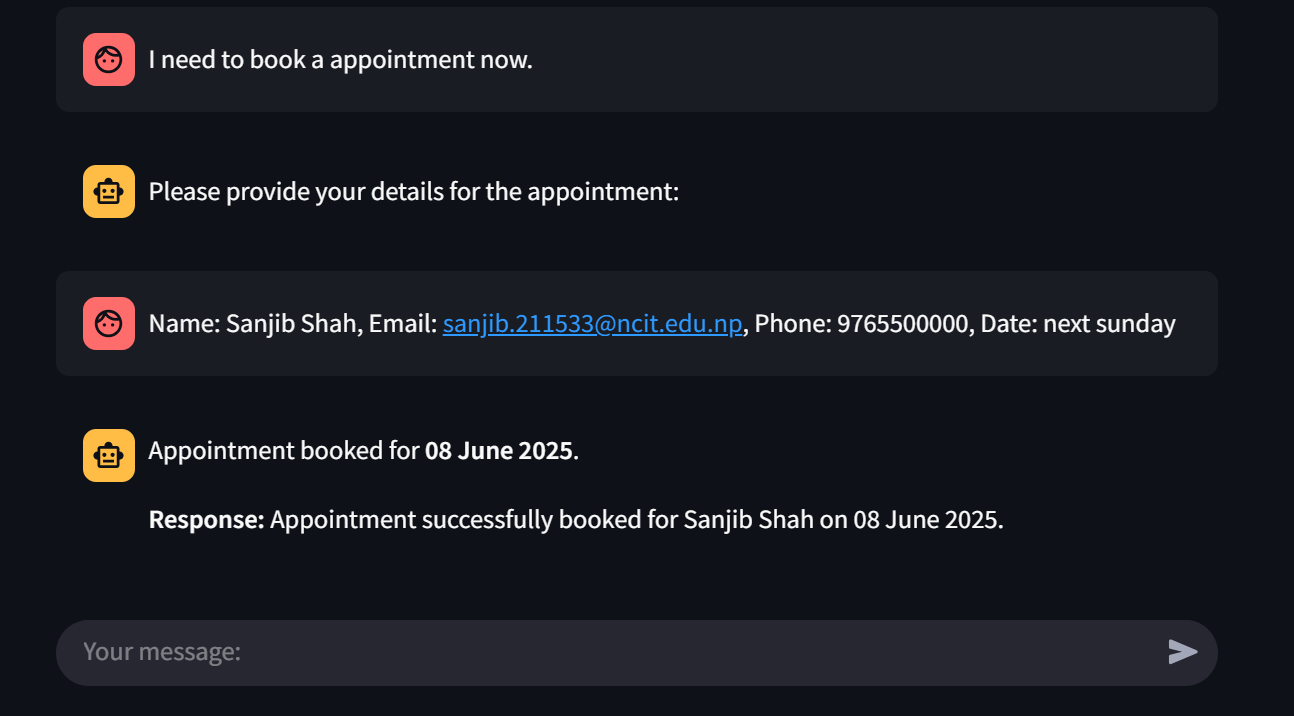 I need to book a appointment now.
Please provide your details for the appointment:
Name: Sanjib Shah, Email: sanjib.211533@ncit.edu.np, Phone: 9765500000, Date: next sunday
Appointment booked for 08 June 2025.
Response: Appointment successfully booked for Sanjib Shah on 08 June 2025.
Your message: